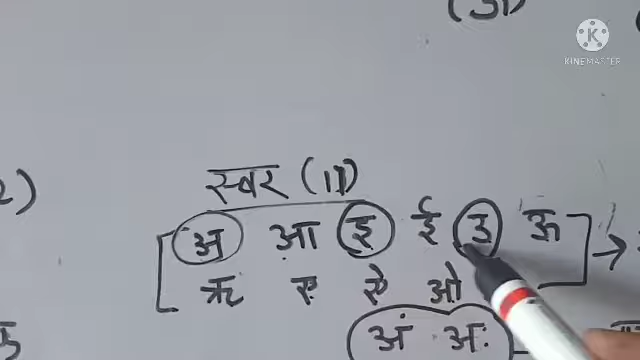 K
KINEMASTER
स्वर (11)
अ आ इ ई उ ऊ
ऋ ए ऐ ओ
अं अः